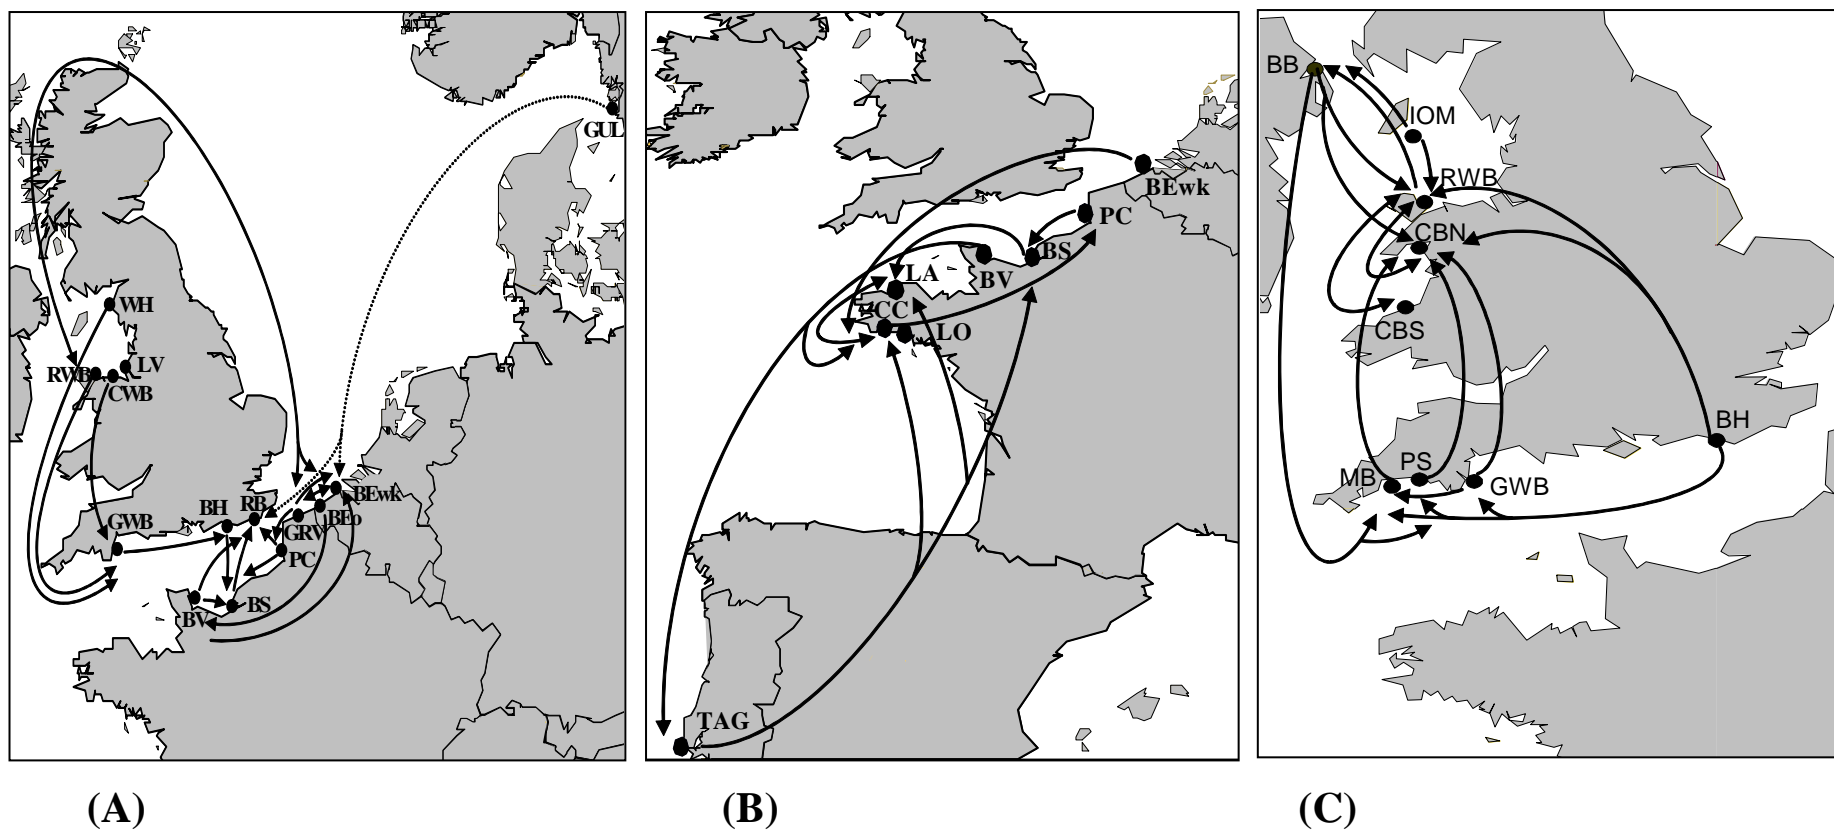 GUL
WH
LV
RWB
CWB
BEwk
BH
RB
BEo
GWB
GRV
PC
BS
BV
(A)
BEwk
PC
BS
BV
LA
CC
LO
TAG
(B)
BB
IOM
RWB
CBN
CBS
BH
PS
MB
GWB
(C)